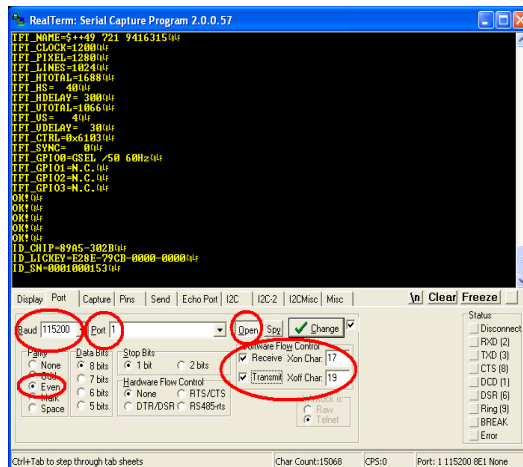 RealTerm: Serial Capture Program 2.0.0.57
TFT_NAME=$++49 721 9416315
TFT_CLOCK=1200
TFT_PIXEL=1280
TFT_LINES=1024
TFT_HTOTAL=1688
TFT_HS= 40
TFT_HDELAY= 300
TFT_VTOTAL=1066
TFT_VS= 4
TFT_VDELAY= 30
TFT_CTRL=0x6103
TFT_SYNC= 0
TFT_GPIO0=GSEL /50 60Hz
TFT_GPIO1=N.C.
TFT_GPIO2=N.C.
TFT_GPIO3=N.C.
OK!
OK!
OK!
OK!
OK!
ID_CHIP=89A5-302B
ID_LICKEY=E28E-79CB-0000-0000
ID_SN=0001000153
Display Port Capture Pins Send Echo Port I2C I2C-2 I2CMisc Misc \n Clear Freeze
Baud 115200 Port 1 Open Spy Change
Parity
None
Odd
Even
Mark
Space
Data Bits
8 bits
7 bits
6 bits
5 bits
Stop Bits
1 bit 2 bits
Hardware Flow Control
None RTS/CTS
DTR/DSR RS485-rts
Software Flow Control
Receive Xon Char: 17
Transmit Xoff Char: 19
Raw
Telnet
Status
Disconnect
RXD (2)
TXD (3)
CTS (8)
DCD (1)
DSR (6)
Ring (9)
BREAK
Error
Ctrl+Tab to step through tab sheets Char Count:15068 CPS:0 Port: 1 115200 8E1 None